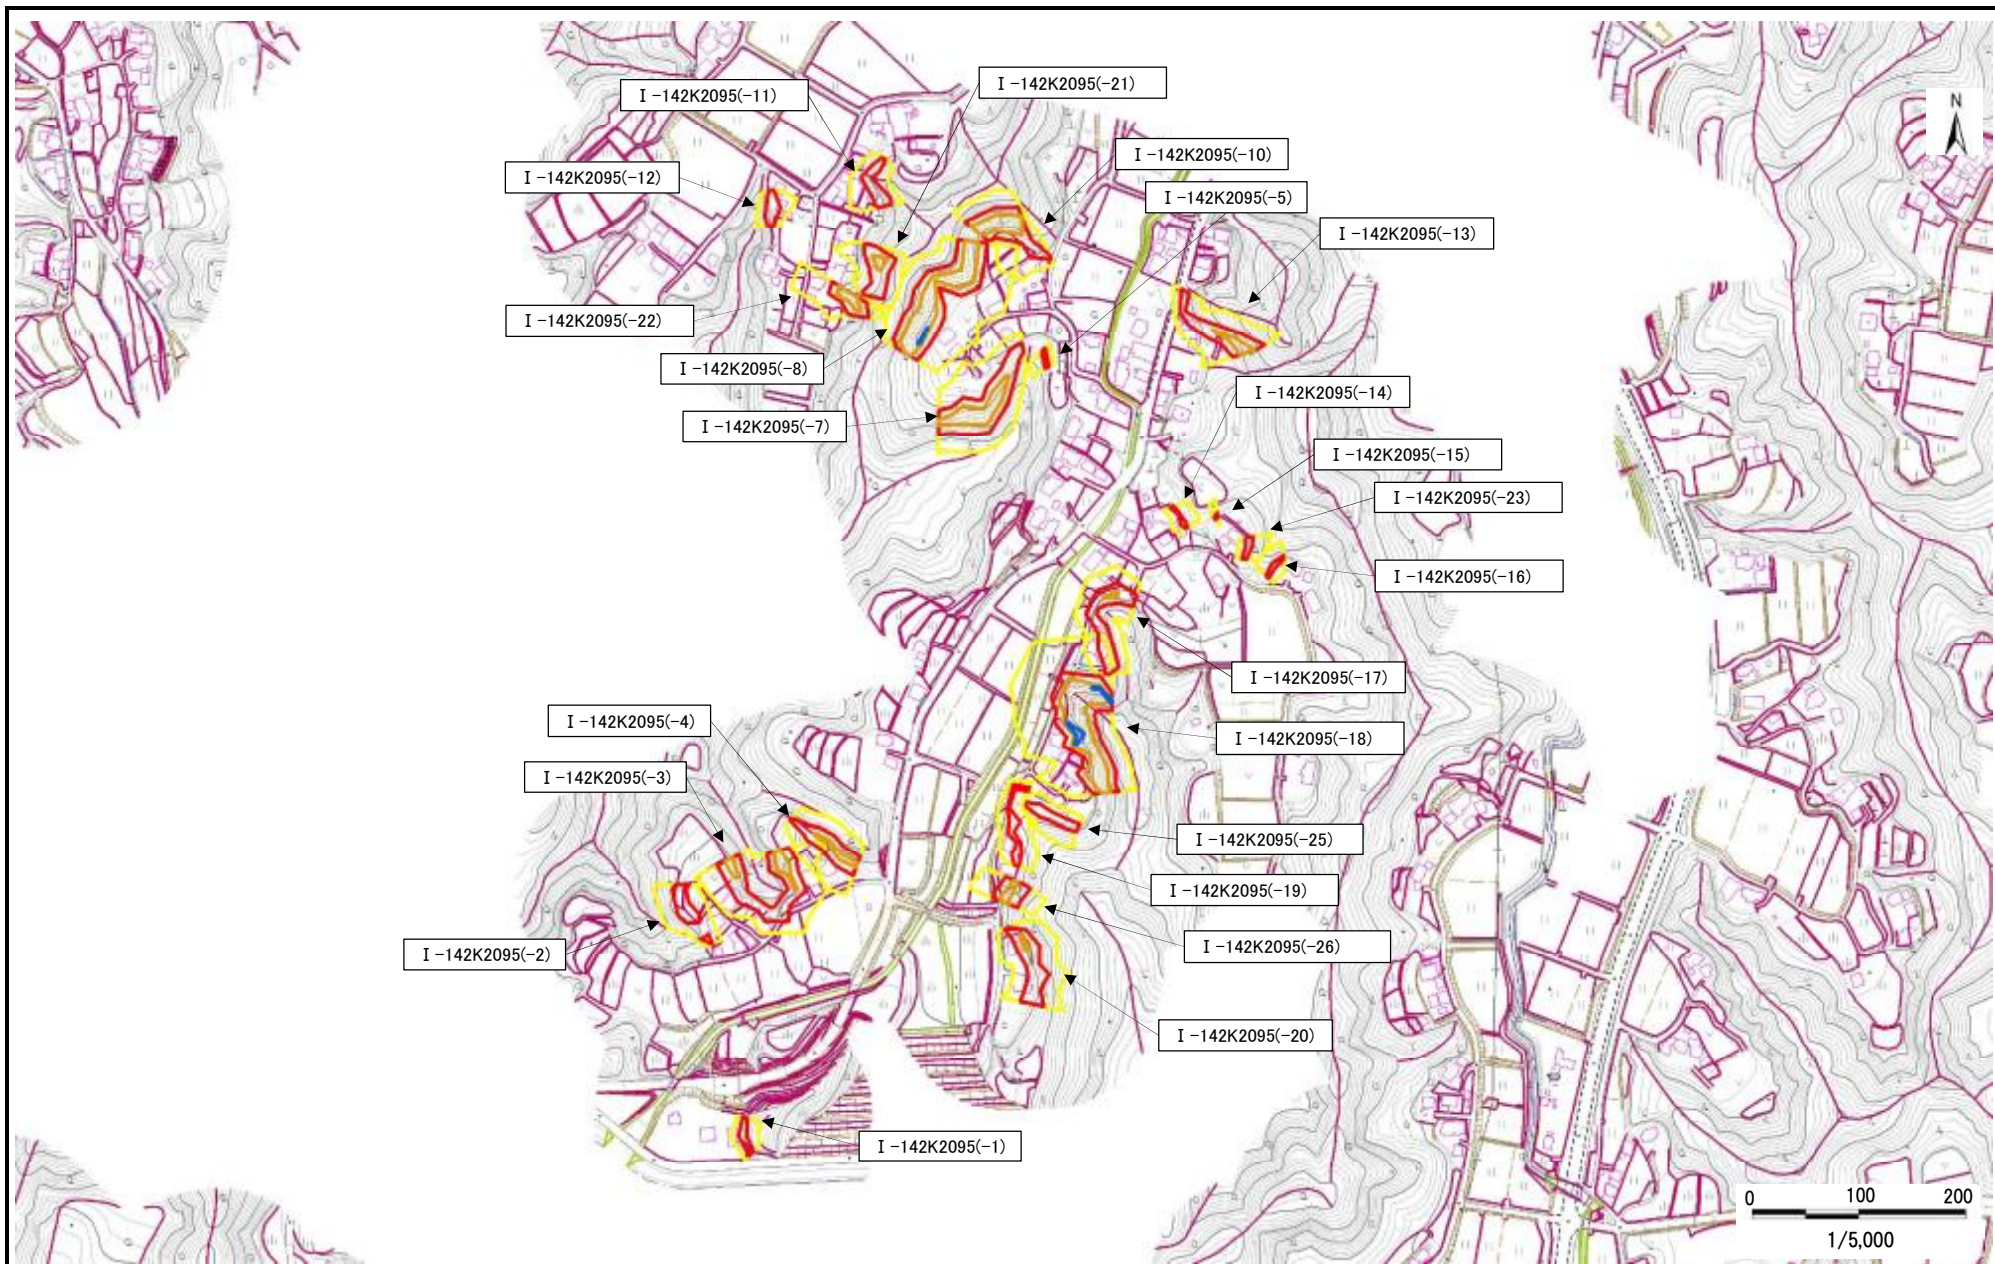 Ⅰ-142K2095(-21)
Ⅰ-142K2095(-11)
N
Ⅰ-142K2095(-10)
Ⅰ-142K2095(-12)
Ⅰ-142K2095(-5)
Ⅰ-142K2095(-13)
Ⅰ-142K2095(-22)
Ⅰ-142K2095(-8)
Ⅰ-142K2095(-14)
Ⅰ-142K2095(-7)
Ⅰ-142K2095(-15)
Ⅰ-142K2095(-23)
Ⅰ-142K2095(-16)
Ⅰ-142K2095(-17)
Ⅰ-142K2095(-4)
Ⅰ-142K2095(-18)
Ⅰ-142K2095(-3)
Ⅰ-142K2095(-25)
Ⅰ-142K2095(-19)
Ⅰ-142K2095(-26)
Ⅰ-142K2095(-2)
Ⅰ-142K2095(-20)
Ⅰ-142K2095(-1)
0 100 200
1/5,000